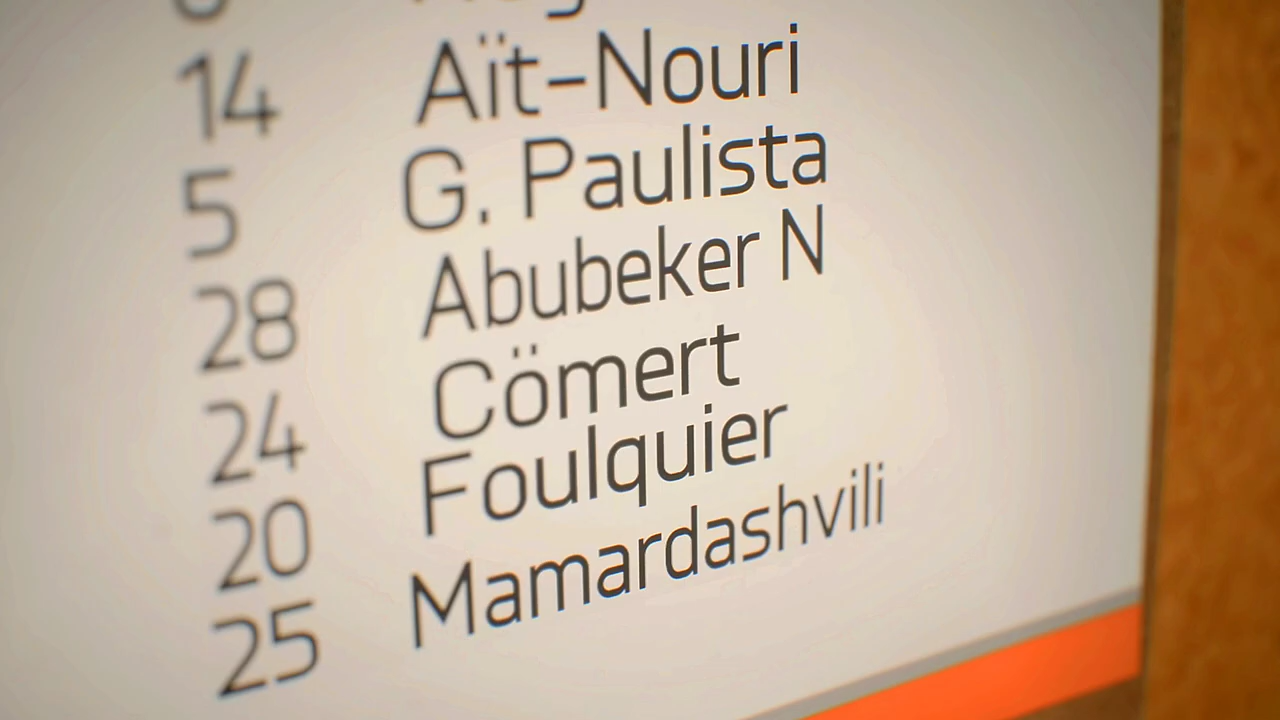 14 Aït-Nouri
5 G. Paulista
28 Abubeker N
24 Cömert
20 Foulquier
25 Mamardashvili